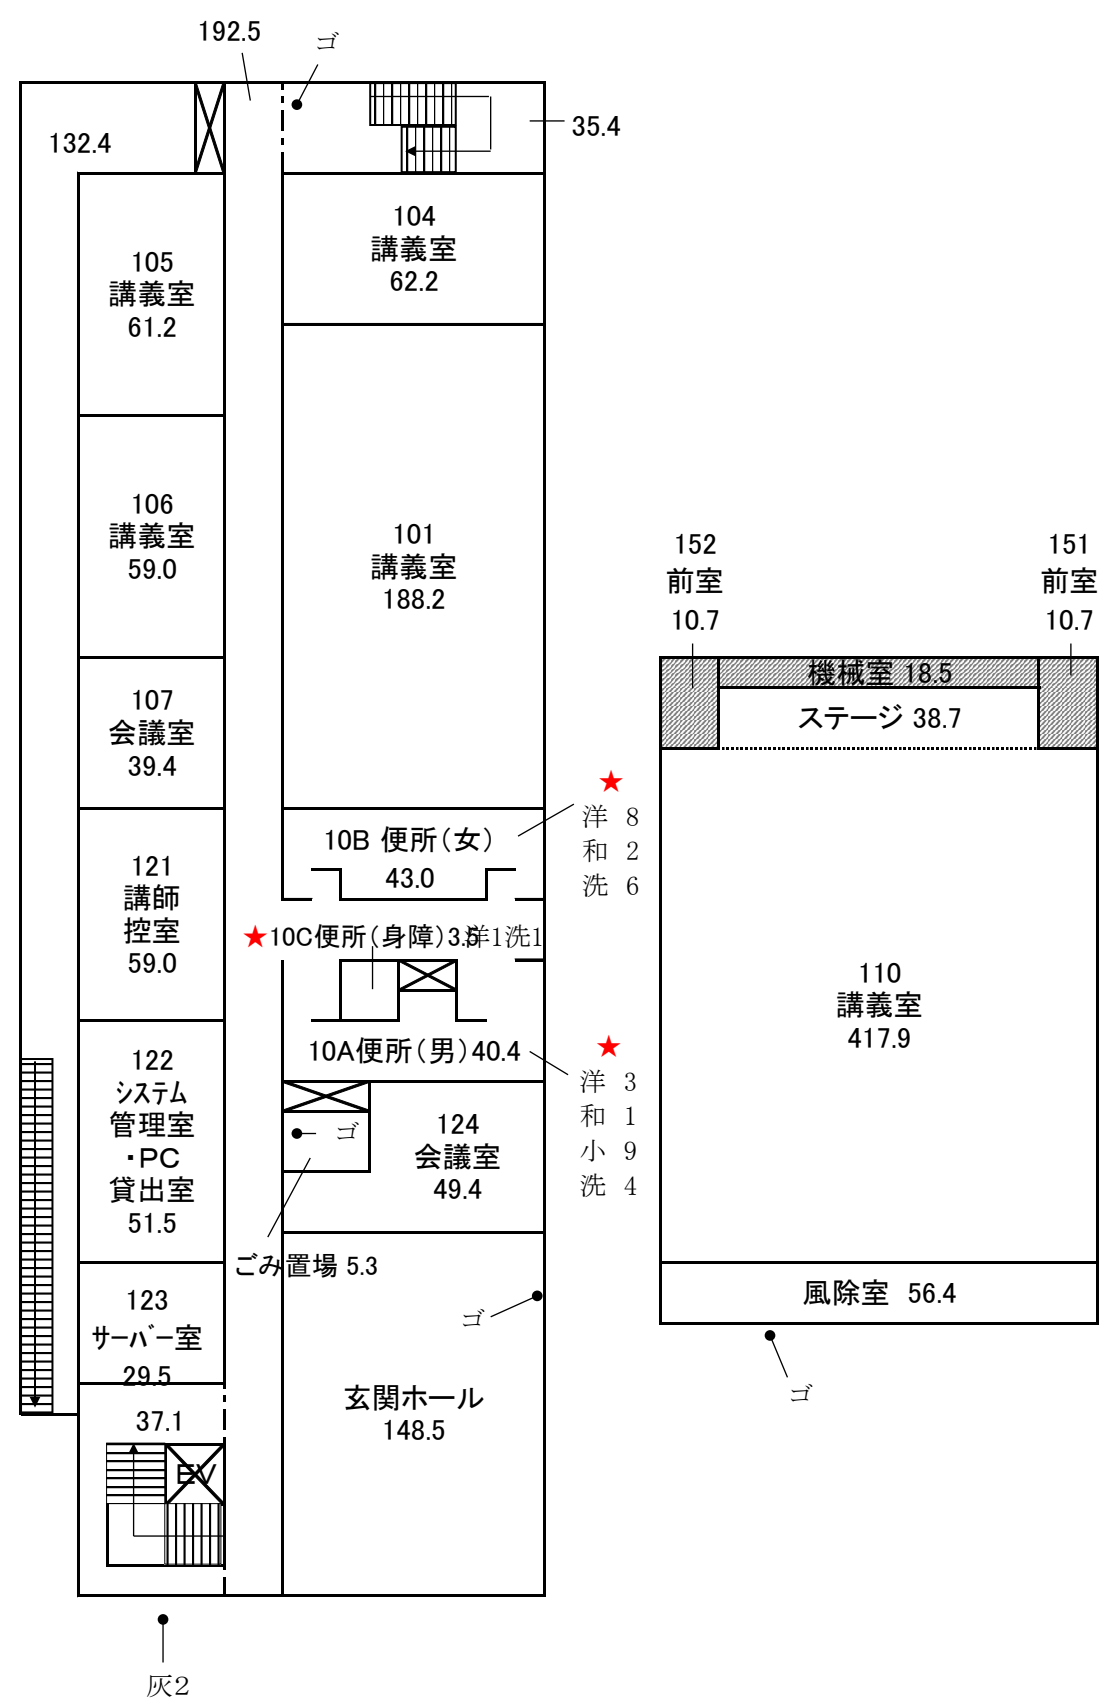 192.5
ゴ
132.4
35.4
104
講義室
62.2
105
講義室
61.2
106
講義室
59.0
101
講義室
188.2
152
前室
10.7
151
前室
10.7
機械室 18.5
ステージ 38.7
107
会議室
39.4
★
洋 8
和 2
洗 6
10B 便所（女）
43.0
121
講師
控室
59.0
★10C便所（身障）3.5
洋1洗1
110
講義室
417.9
10A便所（男）40.4
★
洋 3
和 1
小 9
洗 4
122
ｼｽﾃﾑ
管理室
・PC
貸出室
51.5
ゴ
124
会議室
49.4
ごみ置場 5.3
123
ｻｰﾊﾞｰ室
29.5
ゴ
風除室 56.4
ゴ
玄関ホール
148.5
37.1
EV
灰2